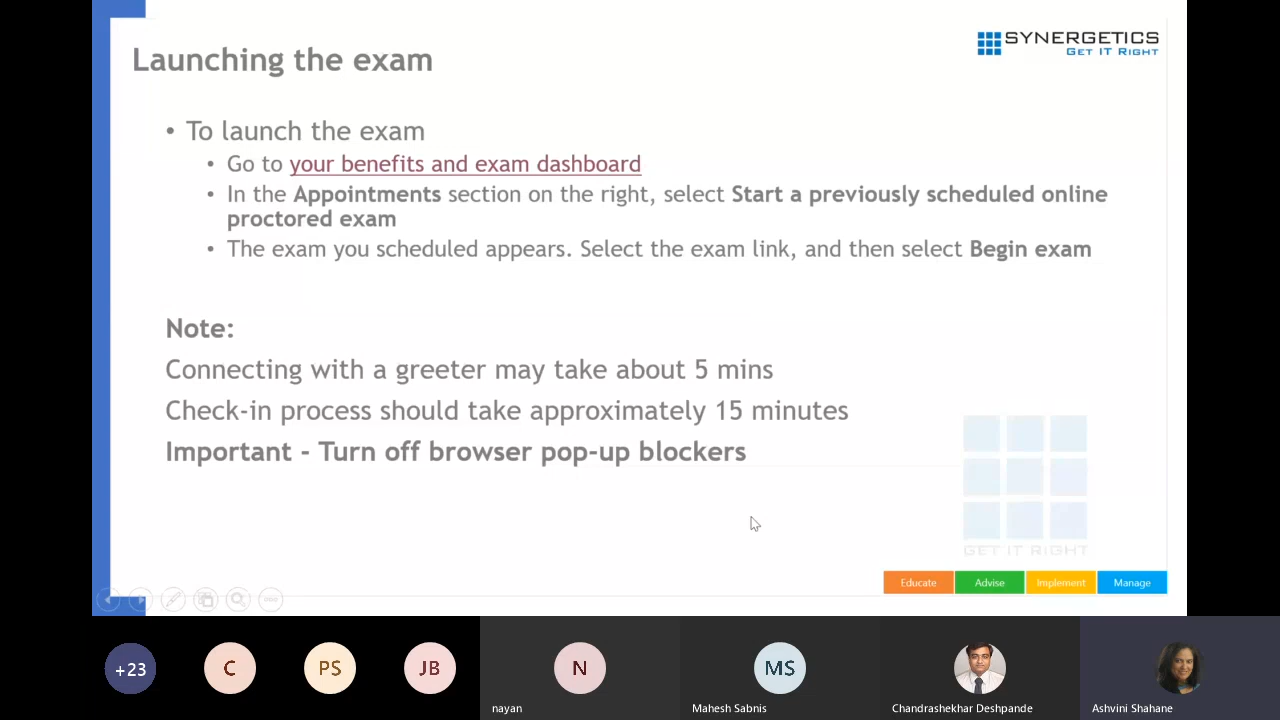 SYNERGETICS
GET IT RIGHT
Launching the exam
• To launch the exam
• Go to your benefits and exam dashboard
• In the Appointments section on the right, select Start a previously scheduled online
proctored exam
• The exam you scheduled appears. Select the exam link, and then select Begin exam
Note:
Connecting with a greeter may take about 5 mins
Check-in process should take approximately 15 minutes
Important - Turn off browser pop-up blockers
GET IT RIGHT
Educate Advise Implement Manage
+23 C PS JB N MS
nayan Mahesh Sabnis Chandrashekhar Deshpande Ashvini Shahane